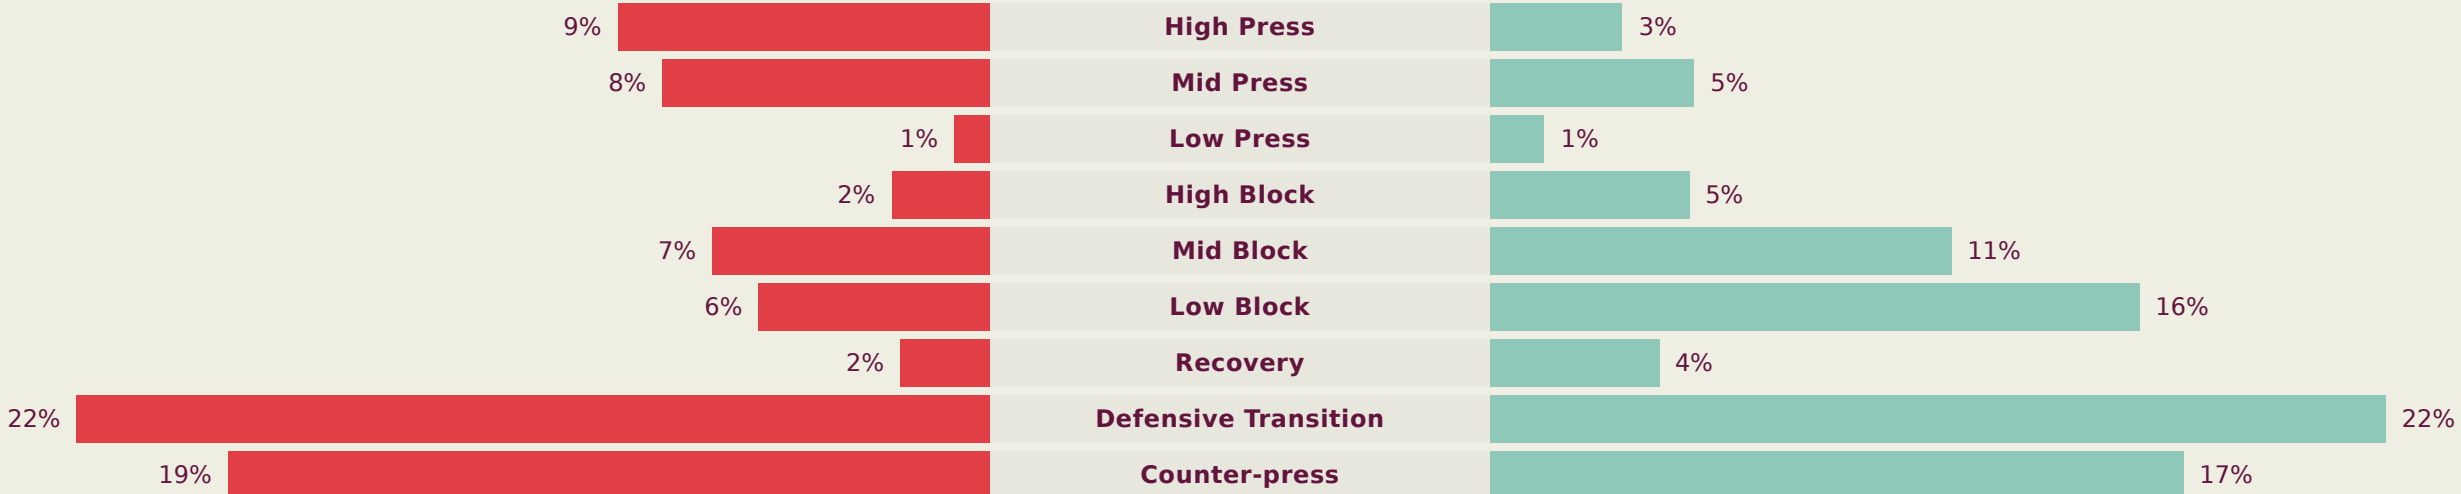 9% High Press 3%
8% Mid Press 5%
1% Low Press 1%
2% High Block 5%
7% Mid Block 11%
6% Low Block 16%
2% Recovery 4%
22% Defensive Transition 22%
19% Counter-press 17%